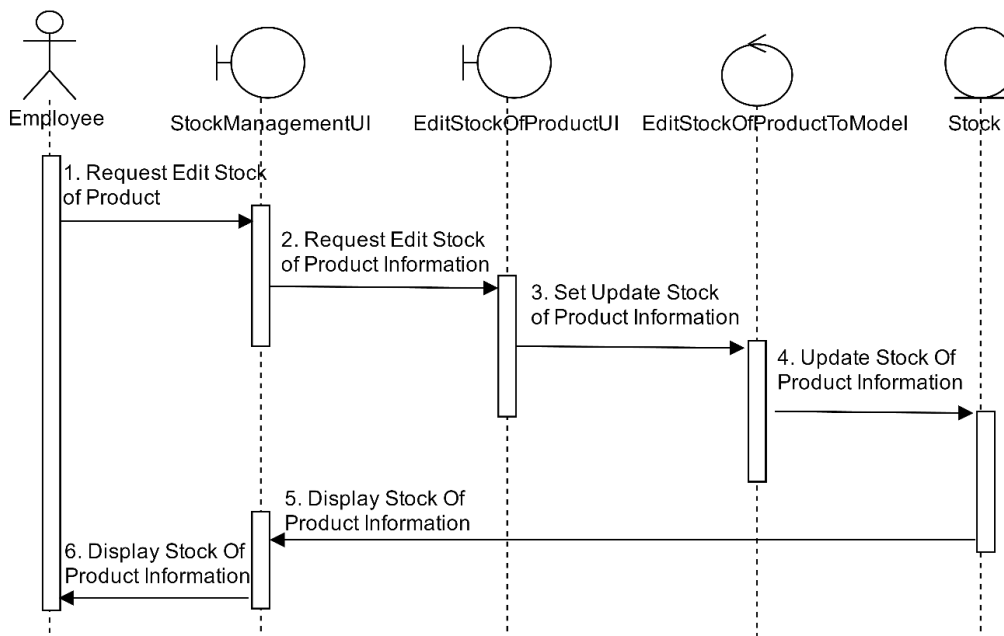 Employee
StockManagementUI
EditStockOfProductUI
EditStockOfProductToModel
Stock
1. Request Edit Stock
of Product
2. Request Edit Stock
of Product Information
3. Set Update Stock
of Product Information
4. Update Stock Of
Product Information
5. Display Stock Of
Product Information
6. Display Stock Of
Product Information